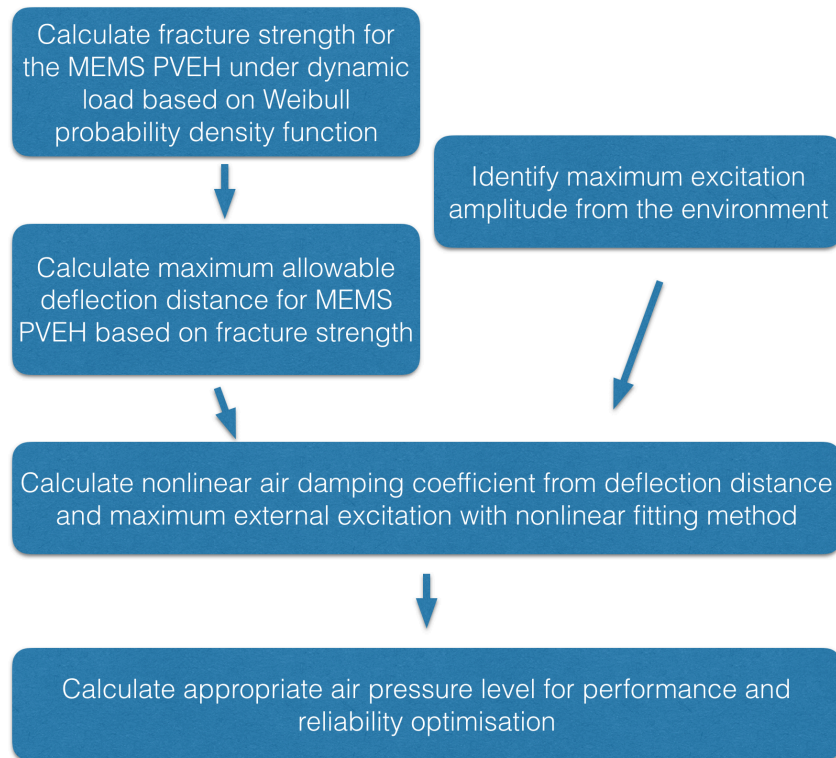 Calculate fracture strength for
the MEMS PVEH under dynamic
load based on Weibull
probability density function
Identify maximum excitation
amplitude from the environment
Calculate maximum allowable
deflection distance for MEMS
PVEH based on fracture strength
Calculate nonlinear air damping coefficient from deflection distance
and maximum external excitation with nonlinear fitting method
Calculate appropriate air pressure level for performance and
reliability optimisation